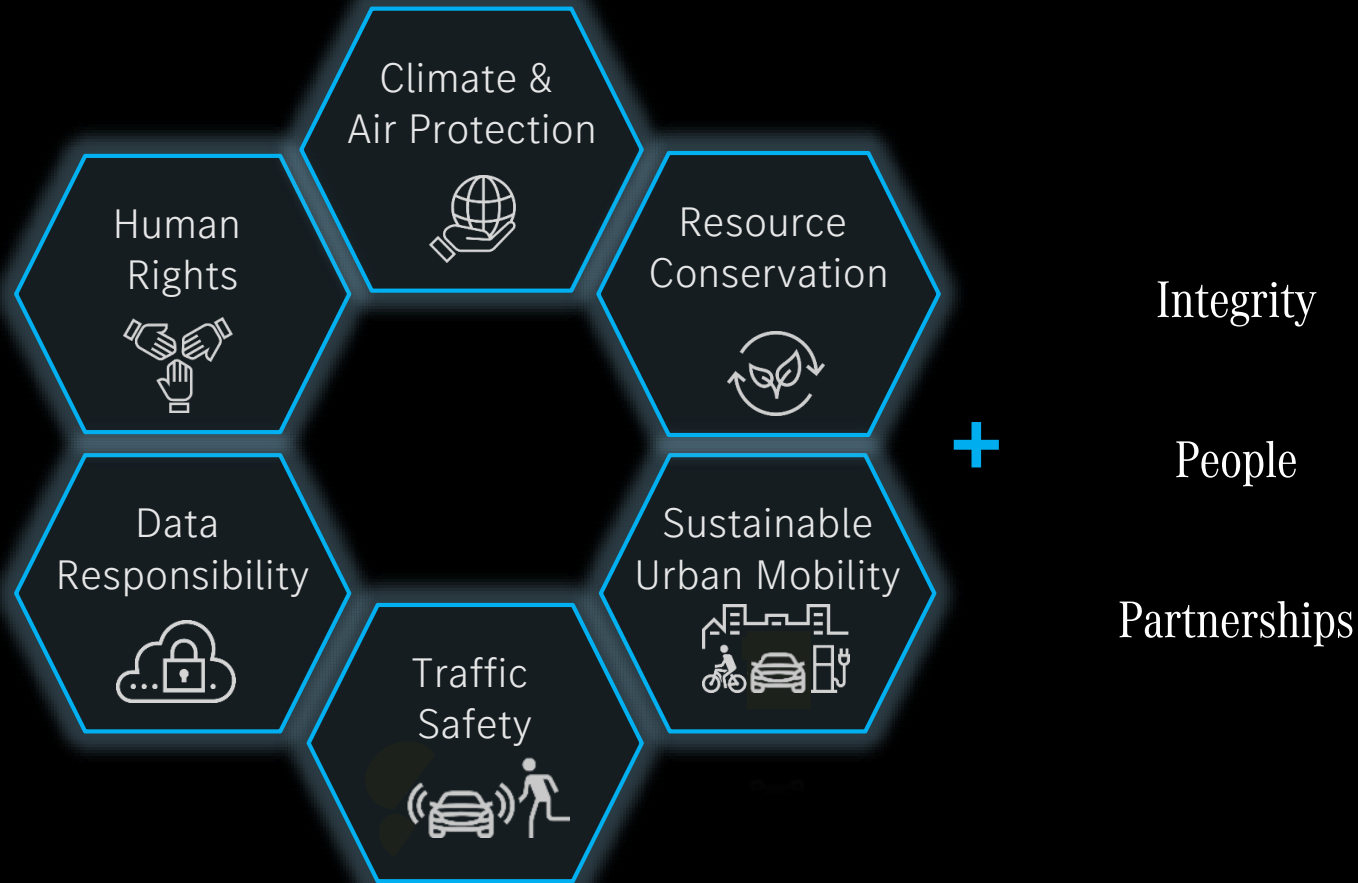 Climate &
Air Protection
Human
Rights
Resource
Conservation
Data
Responsibility
Sustainable
Urban Mobility
Traffic
Safety
+
Integrity
People
Partnerships